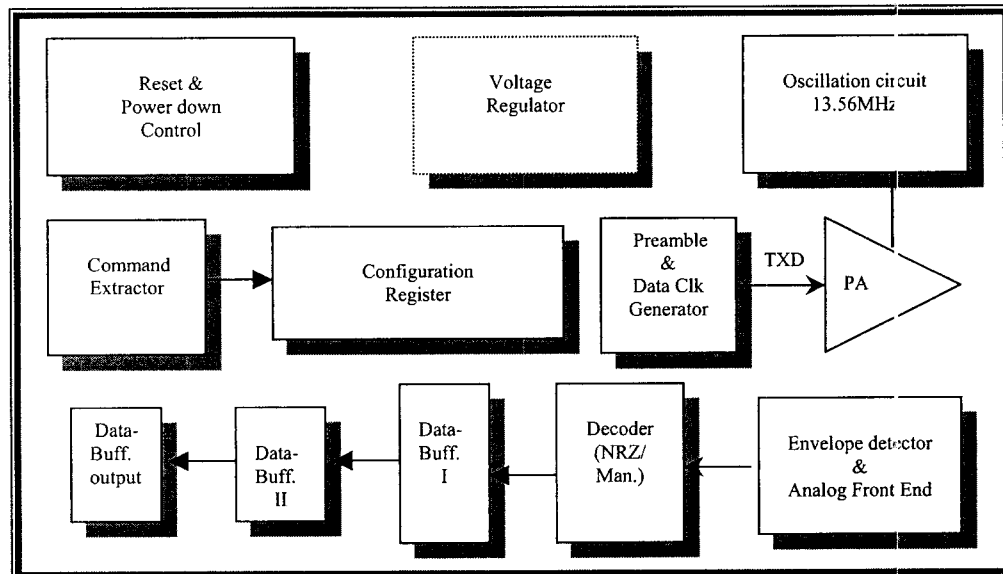 Reset &
Power down
Control
Voltage
Regulator
Oscillation circuit
13.56MHz
Command
Extractor
Configuration
Register
Preamble
&
Data Clk
Generator
TXD
PA
Data-
Buff.
output
Data-
Buff.
II
Data-
Buff.
I
Decoder
(NRZ/
Man.)
Envelope detector
&
Analog Front End